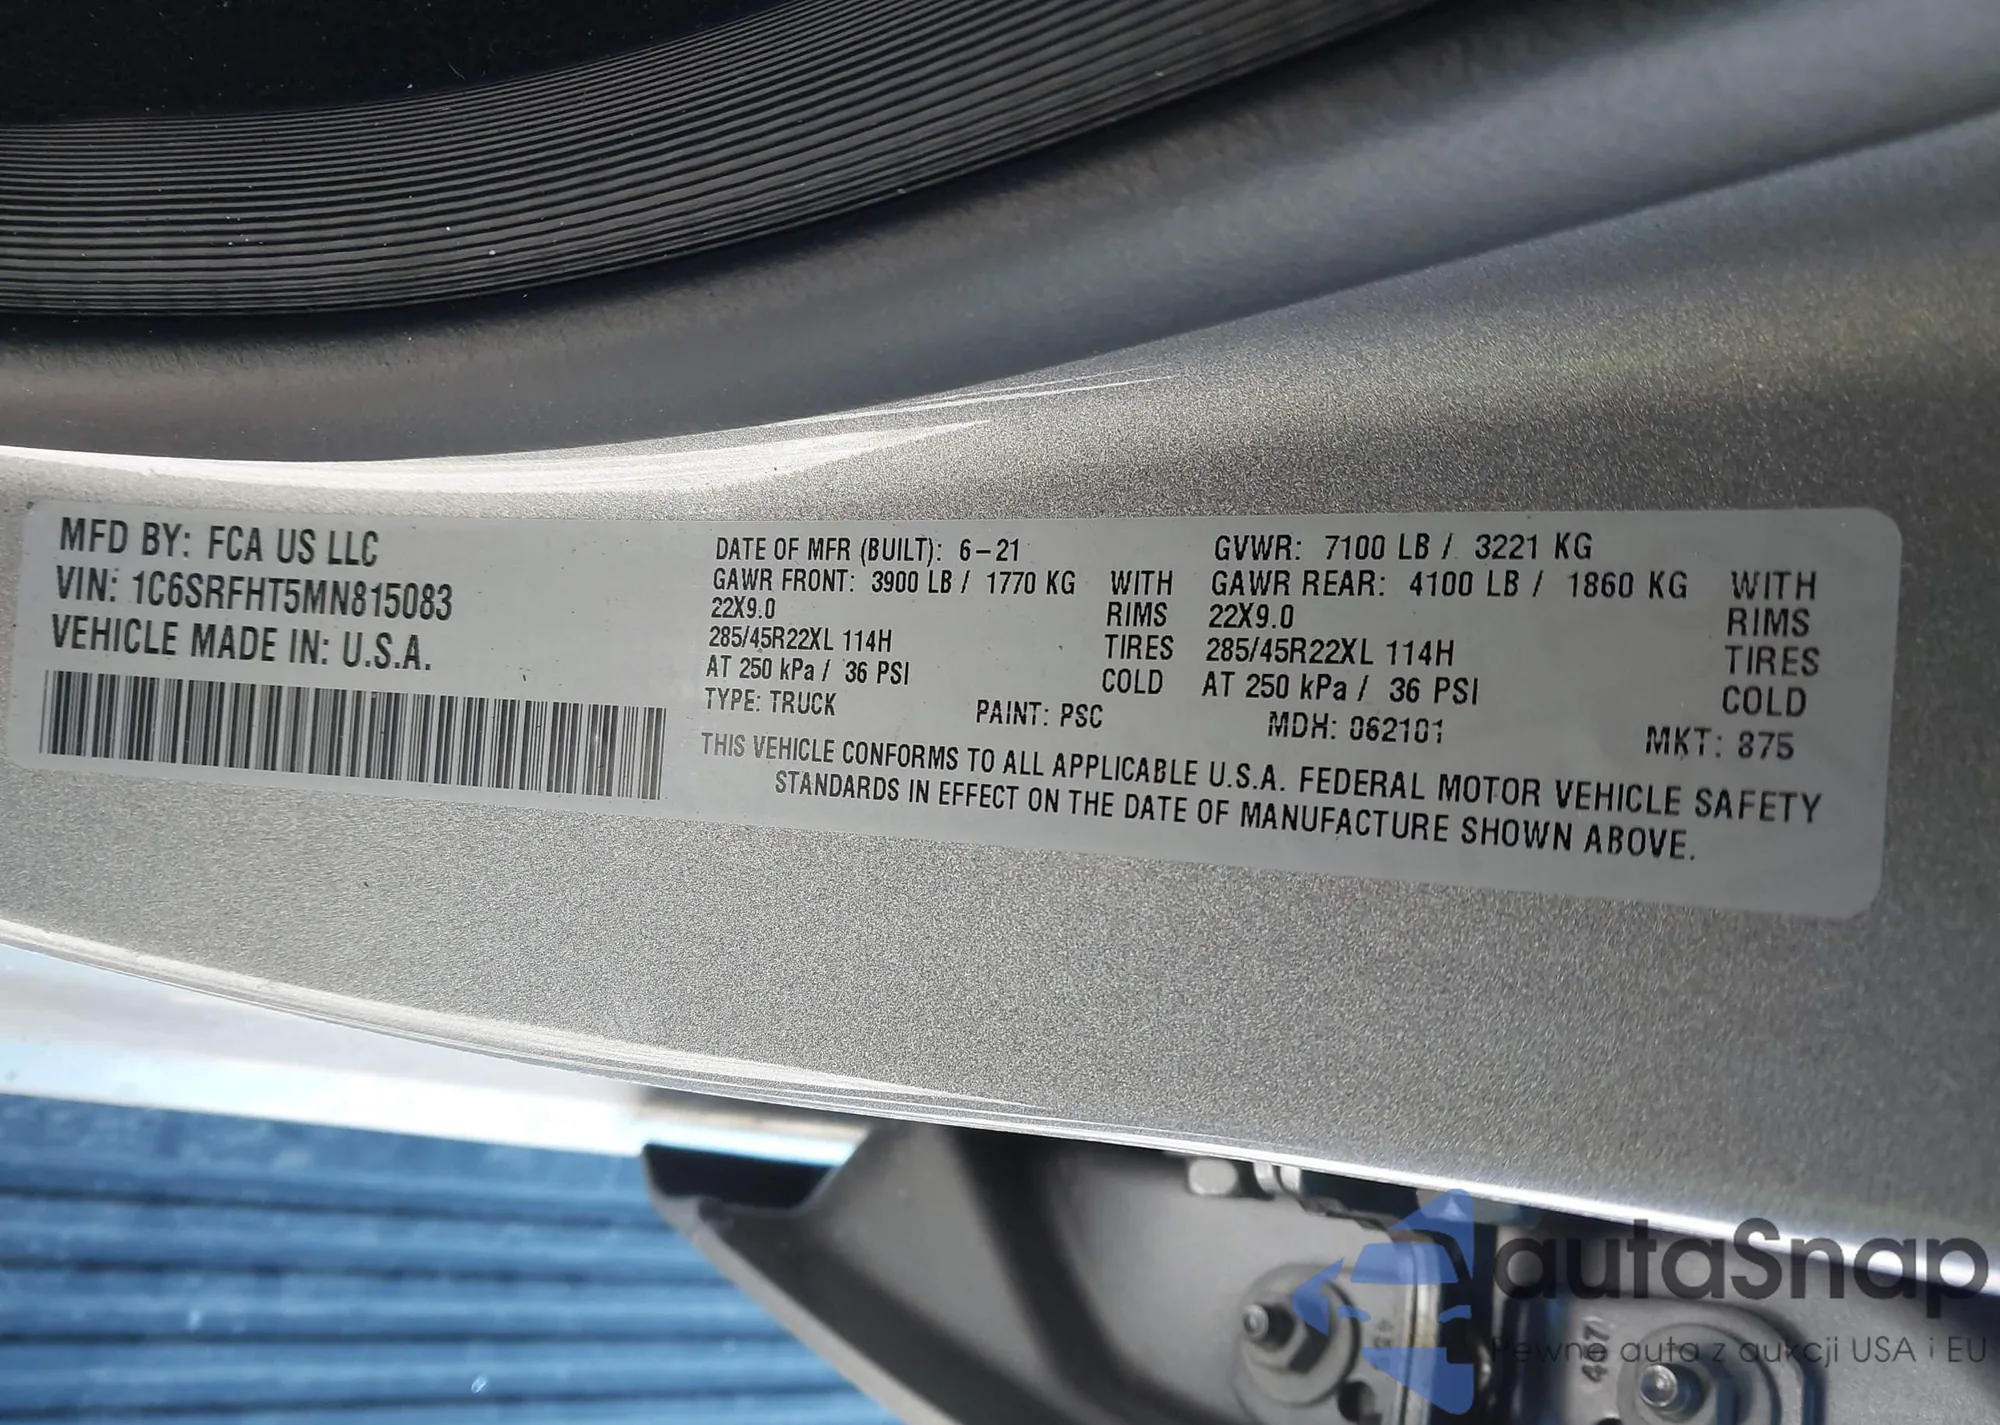 MFD BY: FCA US LLC
VIN: 1C6SRFHT5MN815083
VEHICLE MADE IN: U.S.A.
DATE OF MFR (BUILT): 6-21 GVWR: 7100 LB / 3221 KG
GAWR FRONT: 3900 LB / 1770 KG WITH GAWR REAR: 4100 LB / 1860 KG WITH
22X9.0 RIMS 22X9.0 RIMS
285/45R22XL 114H TIRES 285/45R22XL 114H TIRES
AT 250 kPa / 36 PSI COLD AT 250 kPa / 36 PSI COLD
TYPE: TRUCK PAINT: PSC MDH: 062101 MKT: 875
THIS VEHICLE CONFORMS TO ALL APPLICABLE U.S.A. FEDERAL MOTOR VEHICLE SAFETY
STANDARDS IN EFFECT ON THE DATE OF MANUFACTURE SHOWN ABOVE.
autaSnap
Pewne auta z aukcji USA i EU